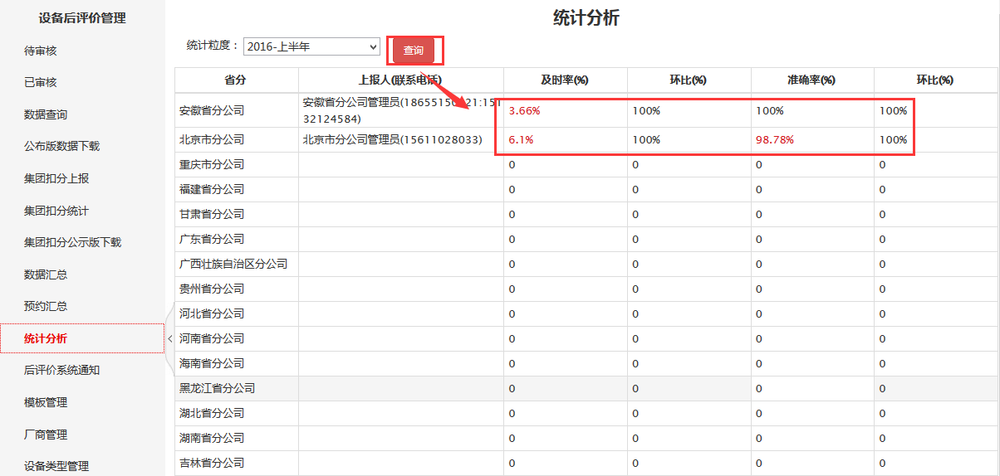 设备后评价管理
待审核
已审核
数据查询
公布版数据下载
集团扣分上报
集团扣分统计
集团扣分公示版下载
数据汇总
预约汇总
统计分析
后评价系统通知
模板管理
厂商管理
设备类型管理
统计分析
统计粒度： 2016-上半年 查询
省分 上报人(联系电话) 及时率(%) 环比(%) 准确率(%) 环比(%)
安徽省分公司 安徽省分公司管理员 3.66% 100% 100% 100%
32124584)
北京市分公司 北京市分公司管理员(15611028033) 6.1% 100% 98.78% 100%
重庆市分公司 0 0 0 0
福建省分公司 0 0 0 0
甘肃省分公司 0 0 0 0
广东省分公司 0 0 0 0
广西壮族自治区分公司 0 0 0 0
贵州省分公司 0 0 0 0
河北省分公司 0 0 0 0
河南省分公司 0 0 0 0
海南省分公司 0 0 0 0
黑龙江省分公司 0 0 0 0
湖北省分公司 0 0 0 0
湖南省分公司 0 0 0 0
吉林省分公司 0 0 0 0